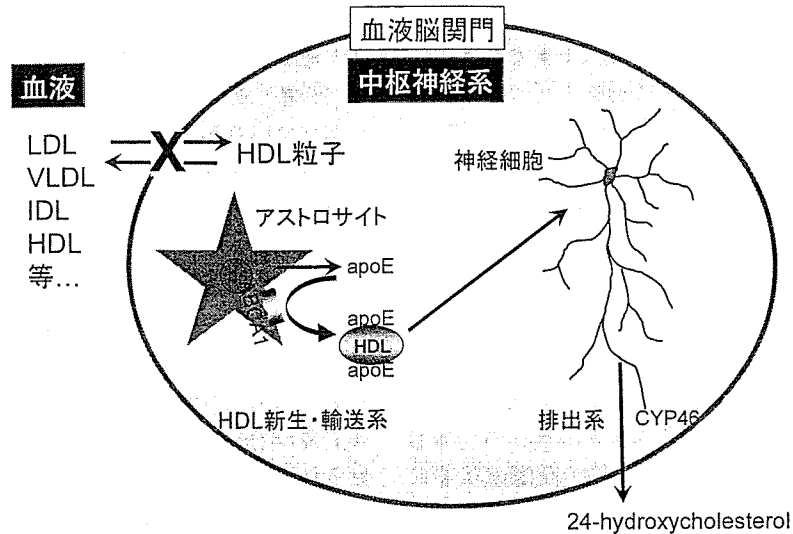 血液脳関門
中枢神経系
血液
LDL
VLDL
IDL
HDL
等…
X
HDL粒子
神経細胞
アストロサイト
apoE
ABCA1
apoE
HDL
apoE
HDL新生・輸送系
排出系
CYP46
24-hydroxycholesterol